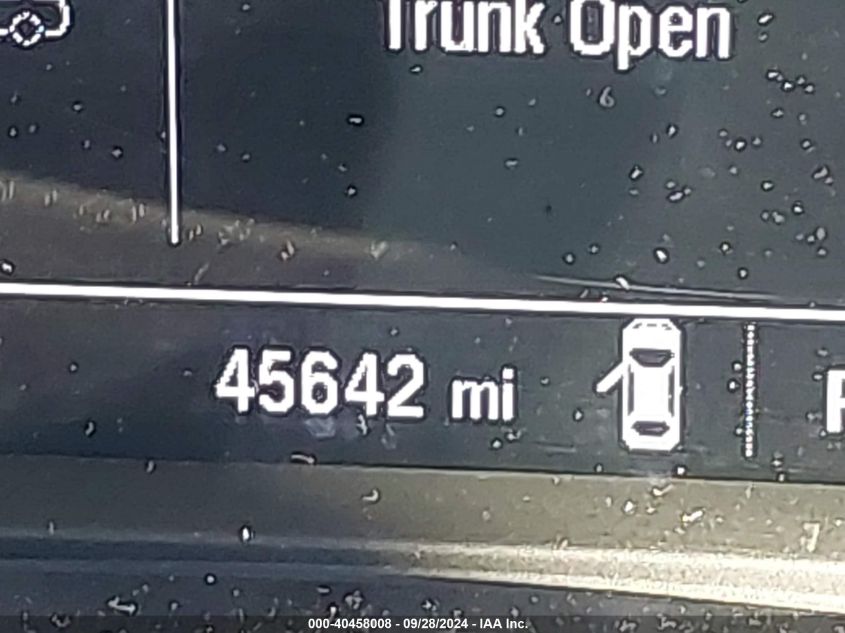 Trunk Open
45642 mi
P
000-40458008 - 09/28/2024 - IAA Inc.